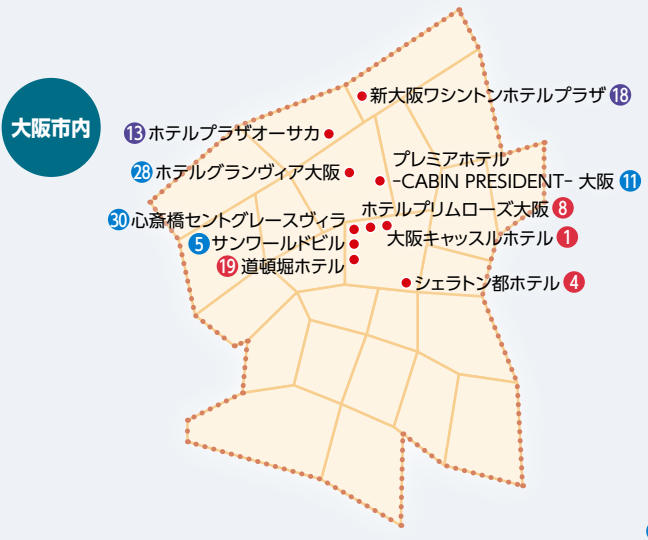 大阪市内
新大阪ワシントンホテルプラザ 18
13 ホテルプラザオーサカ
28 ホテルグランヴィア大阪
プレミアホテル
-CABIN PRESIDENT- 大阪 11
ホテルプリムローズ大阪 8
30 心斎橋セントグレースヴィラ
大阪キャッスルホテル 1
5 サンワールドビル
19 道頓堀ホテル
シェラトン都ホテル 4